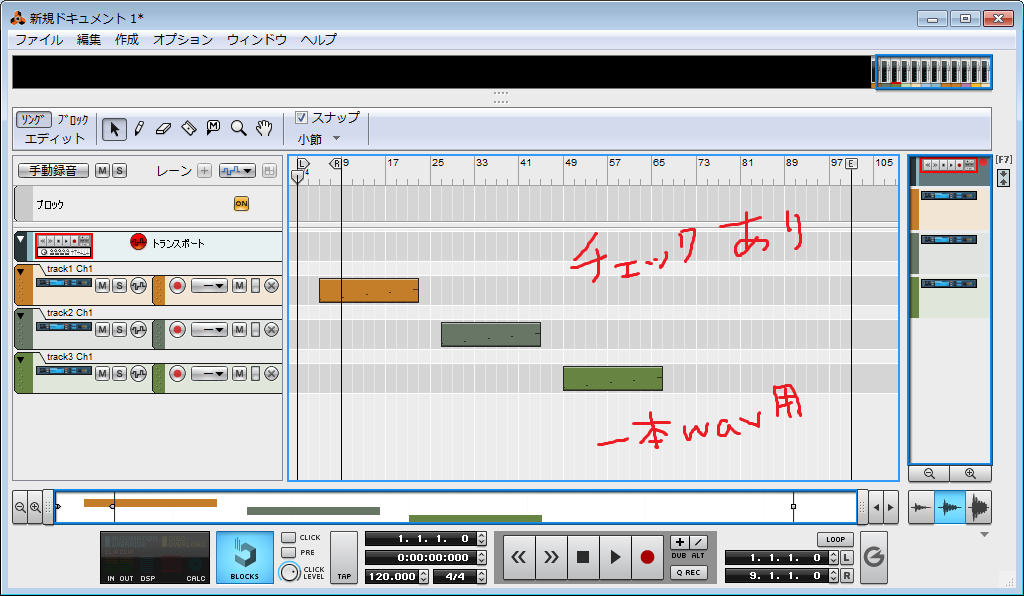 新規ドキュメント 1*
ファイル 編集 作成 オプション ウィンドウ ヘルプ
ソング ブロック
エディット
スナップ
小節
手動録音 M S レーン
L R 9 17 25 33 41 49 57 65 73 81 89 97 E 105
4
[F7]
ブロック ON
トランスポート
チェック あり
track1 Ch1
M S M
track2 Ch1
M S M
track3 Ch1
M S M
一本wav用
IN OUT DSP CALC
BLOCKS
CLICK
PRE
CLICK
LEVEL
TAP
1. 1. 1. 0
0:00:00:000
120.000 4/4
DUB ALT
Q REC
LOOP
1. 1. 1. 0 L
9. 1. 1. 0 R